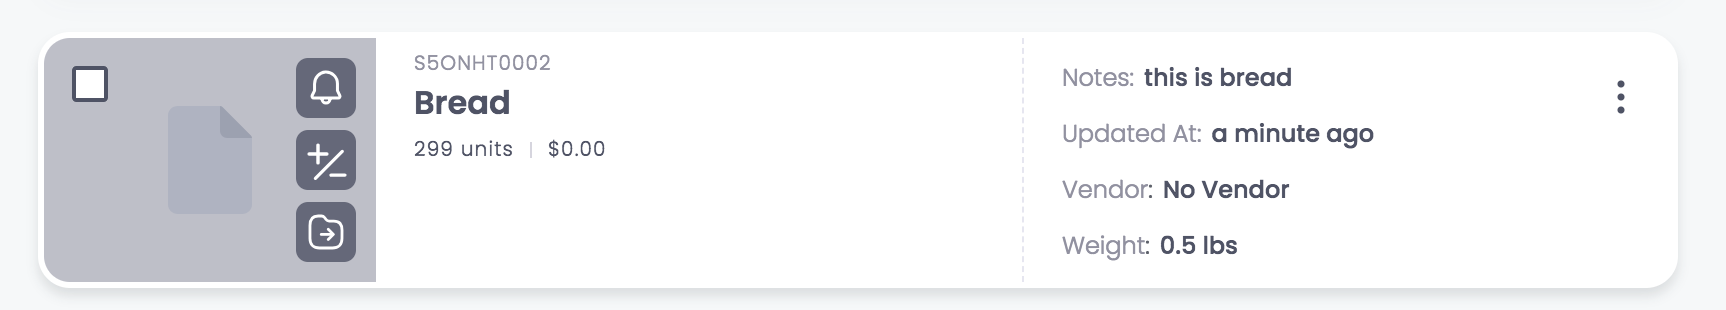 S5ONHT0002
Bread
299 units | $0.00
Notes: this is bread
Updated At: a minute ago
Vendor: No Vendor
Weight: 0.5 lbs